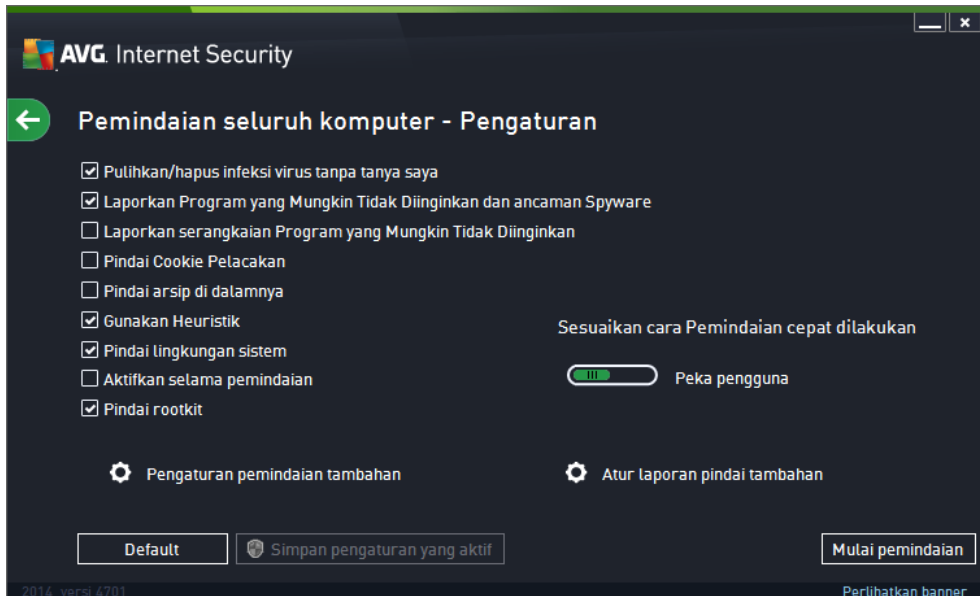 AVG. Internet Security
Pemindaian seluruh komputer - Pengaturan
Pulihkan/hapus infeksi virus tanpa tanya saya
Laporkan Program yang Mungkin Tidak Diinginkan dan ancaman Spyware
Laporkan serangkaian Program yang Mungkin Tidak Diinginkan
Pindai Cookie Pelacakan
Pindai arsip di dalamnya
Gunakan Heuristik
Pindai lingkungan sistem
Aktifkan selama pemindaian
Pindai rootkit
Sesuaikan cara Pemindaian cepat dilakukan
Peka pengguna
Pengaturan pemindaian tambahan
Atur laporan pindai tambahan
Default
Simpan pengaturan yang aktif
Mulai pemindaian
2014 versi 4701
Perlihatkan banner